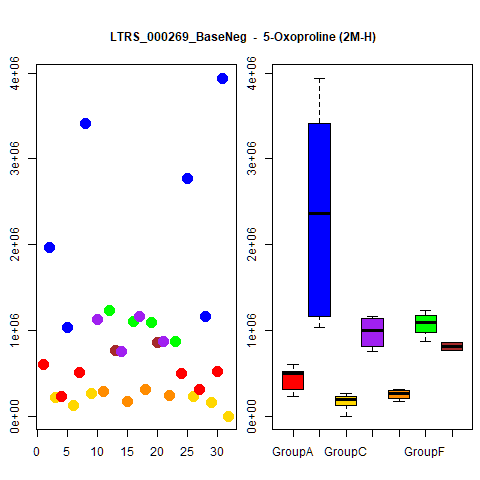 LTRS_000269_BaseNeg - 5-Oxoproline (2M-H)
4e+06
3e+06
2e+06
1e+06
0e+00
0 5 10 15 20 25 30
4e+06
3e+06
2e+06
1e+06
0e+00
GroupA GroupC GroupF